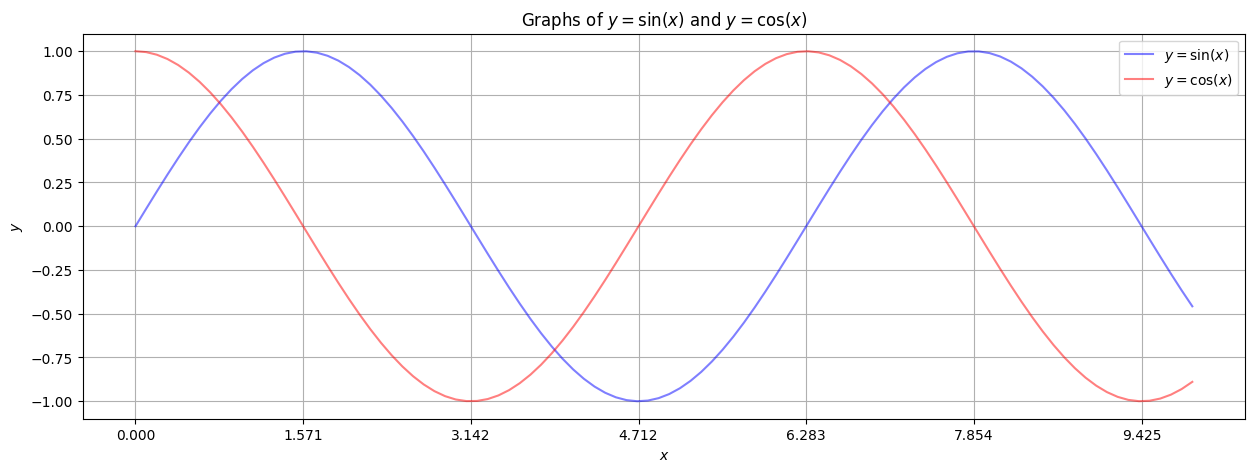 Graphs of y = sin(x) and y = cos(x)
y = sin(x)
y = cos(x)
1.00
0.75
0.50
0.25
0.00
−0.25
−0.50
−0.75
−1.00
y
0.000 1.571 3.142 4.712 6.283 7.854 9.425
x